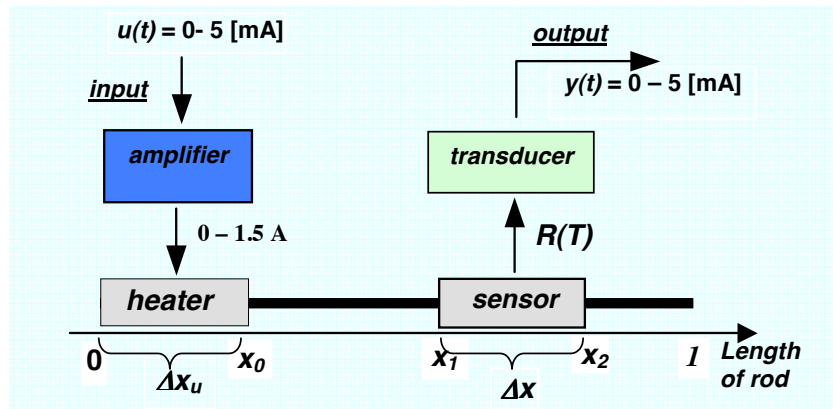 u(t) = 0- 5 [mA]
input
amplifier
0 – 1.5 A
heater
output
y(t) = 0 – 5 [mA]
transducer
R(T)
sensor
0
x0
Δxu
x1
x2
Δx
1
Length
of rod